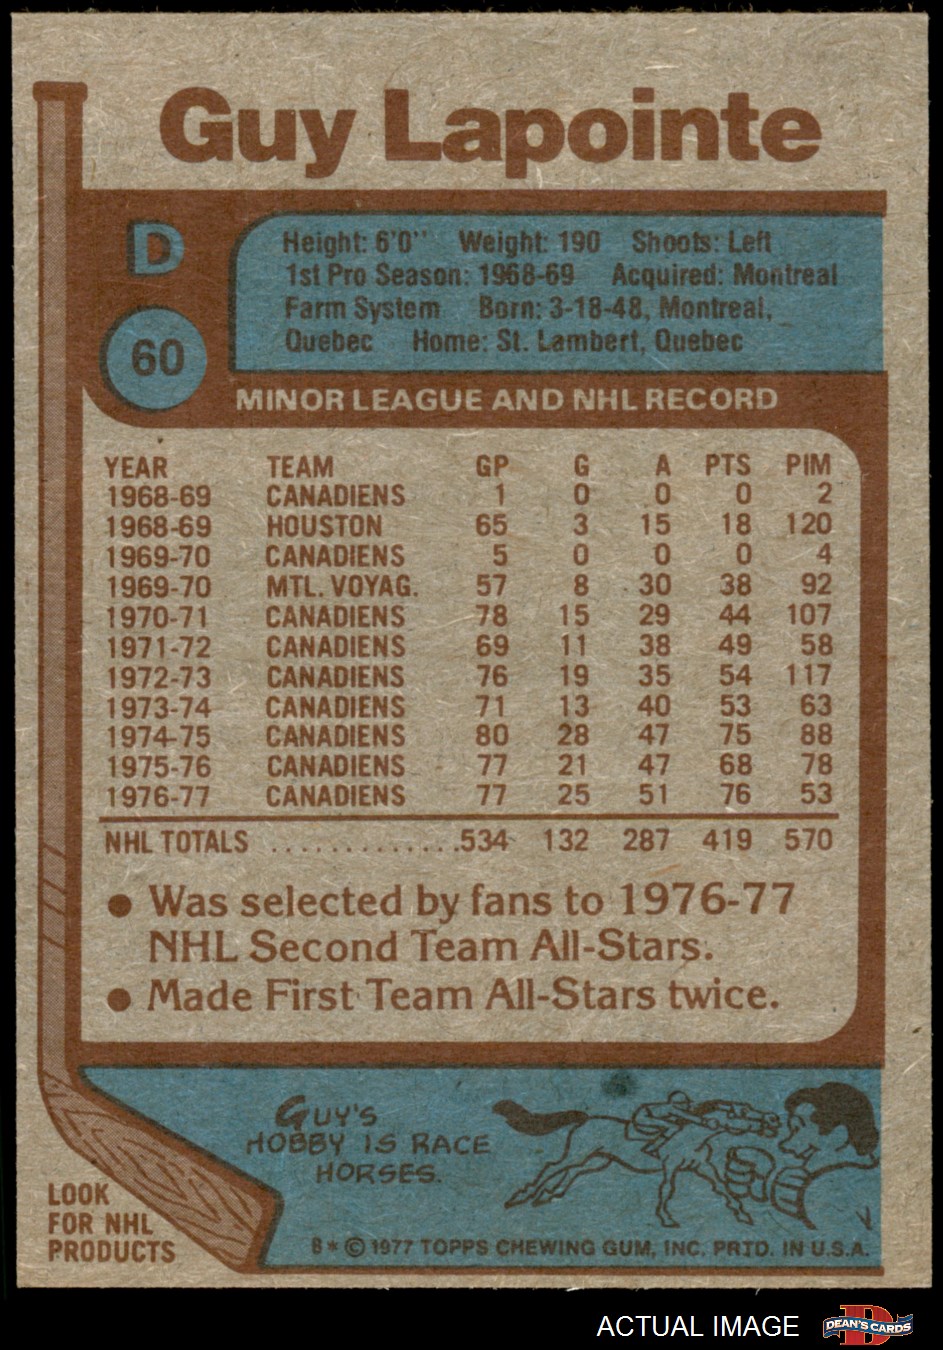 Guy Lapointe
D
60
Height: 6'0" Weight: 190 Shoots: Left
1st Pro Season: 1968-69 Acquired: Montreal
Farm System Born: 3-18-48, Montreal,
Quebec Home: St. Lambert, Quebec
MINOR LEAGUE AND NHL RECORD
YEAR TEAM GP G A PTS PIM
1968-69 CANADIENS 1 0 0 0 2
1968-69 HOUSTON 65 3 15 18 120
1969-70 CANADIENS 5 0 0 0 4
1969-70 MTL. VOYAG. 57 8 30 38 92
1970-71 CANADIENS 78 15 29 44 107
1971-72 CANADIENS 69 11 38 49 58
1972-73 CANADIENS 76 19 35 54 117
1973-74 CANADIENS 71 13 40 53 63
1974-75 CANADIENS 80 28 47 75 88
1975-76 CANADIENS 77 21 47 68 78
1976-77 CANADIENS 77 25 51 76 53
NHL TOTALS .............534 132 287 419 570
● Was selected by fans to 1976-77
NHL Second Team All-Stars.
● Made First Team All-Stars twice.
GUY'S
HOBBY IS RACE
HORSES.
LOOK
FOR NHL
PRODUCTS
B * © 1977 TOPPS CHEWING GUM, INC. PRTD. IN U.S.A.
ACTUAL IMAGE
DEAN'S CARDS